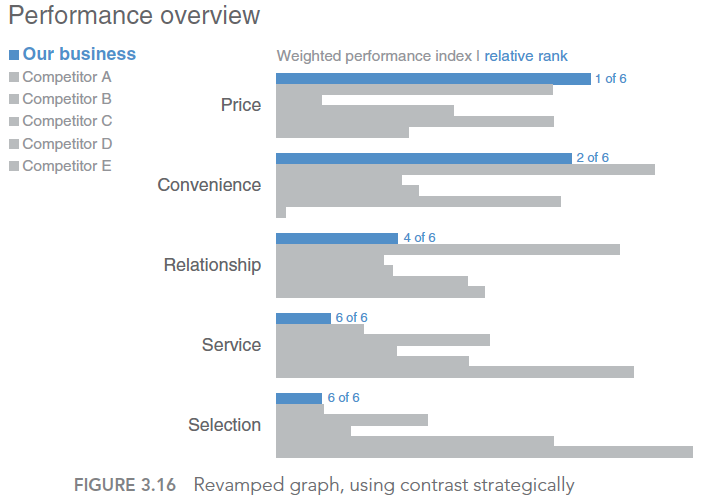 Performance overview
Our business
Competitor A
Competitor B
Competitor C
Competitor D
Competitor E
Weighted performance index | relative rank
Price
1 of 6
Convenience
2 of 6
Relationship
4 of 6
Service
6 of 6
Selection
6 of 6
FIGURE 3.16 Revamped graph, using contrast strategically